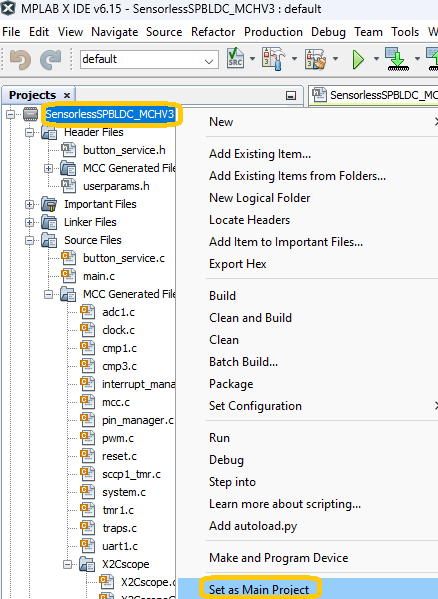 MPLAB X IDE v6.15 - SensorlessSPBLDC_MCHV3 : default
File Edit View Navigate Source Refactor Production Debug Team Tools
default
SRC
Projects
SensorlessSPBLDC_MCHV3
SensorlessSPBLDC_MCHV3
Header Files
button_service.h
MCC Generated File
userparams.h
Important Files
Linker Files
Source Files
button_service.c
main.c
MCC Generated File
adc1.c
clock.c
cmp1.c
cmp3.c
interrupt_mana
mcc.c
pin_manager.c
pwm.c
reset.c
sccp1_tmr.c
system.c
tmr1.c
traps.c
uart1.c
X2Cscope
X2Cscope.c
New
Add Existing Item...
Add Existing Items from Folders...
New Logical Folder
Locate Headers
Add Item to Important Files...
Export Hex
Build
Clean and Build
Clean
Batch Build...
Package
Set Configuration
Run
Debug
Step into
Learn more about scripting...
Add autoload.py
Make and Program Device
Set as Main Project